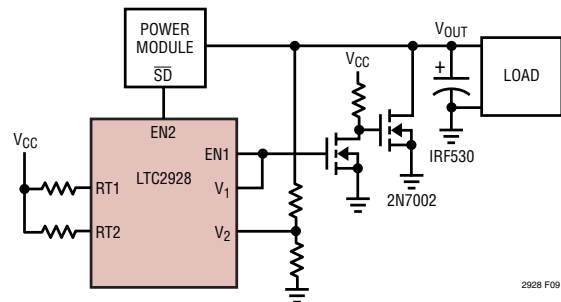 POWER
MODULE
SD
VOUT
VCC
LOAD
EN2
VCC
EN1
IRF530
LTC2928
RT1
V1
2N7002
RT2
V2
2928 F09